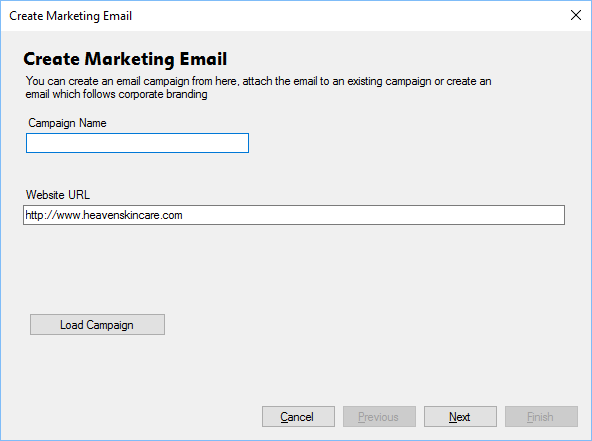 Create Marketing Email
Create Marketing Email
You can create an email campaign from here, attach the email to an existing campaign or create an
email which follows corporate branding
Campaign Name
Website URL
http://www.heavenskincare.com
Load Campaign
Cancel
Previous
Next
Finish